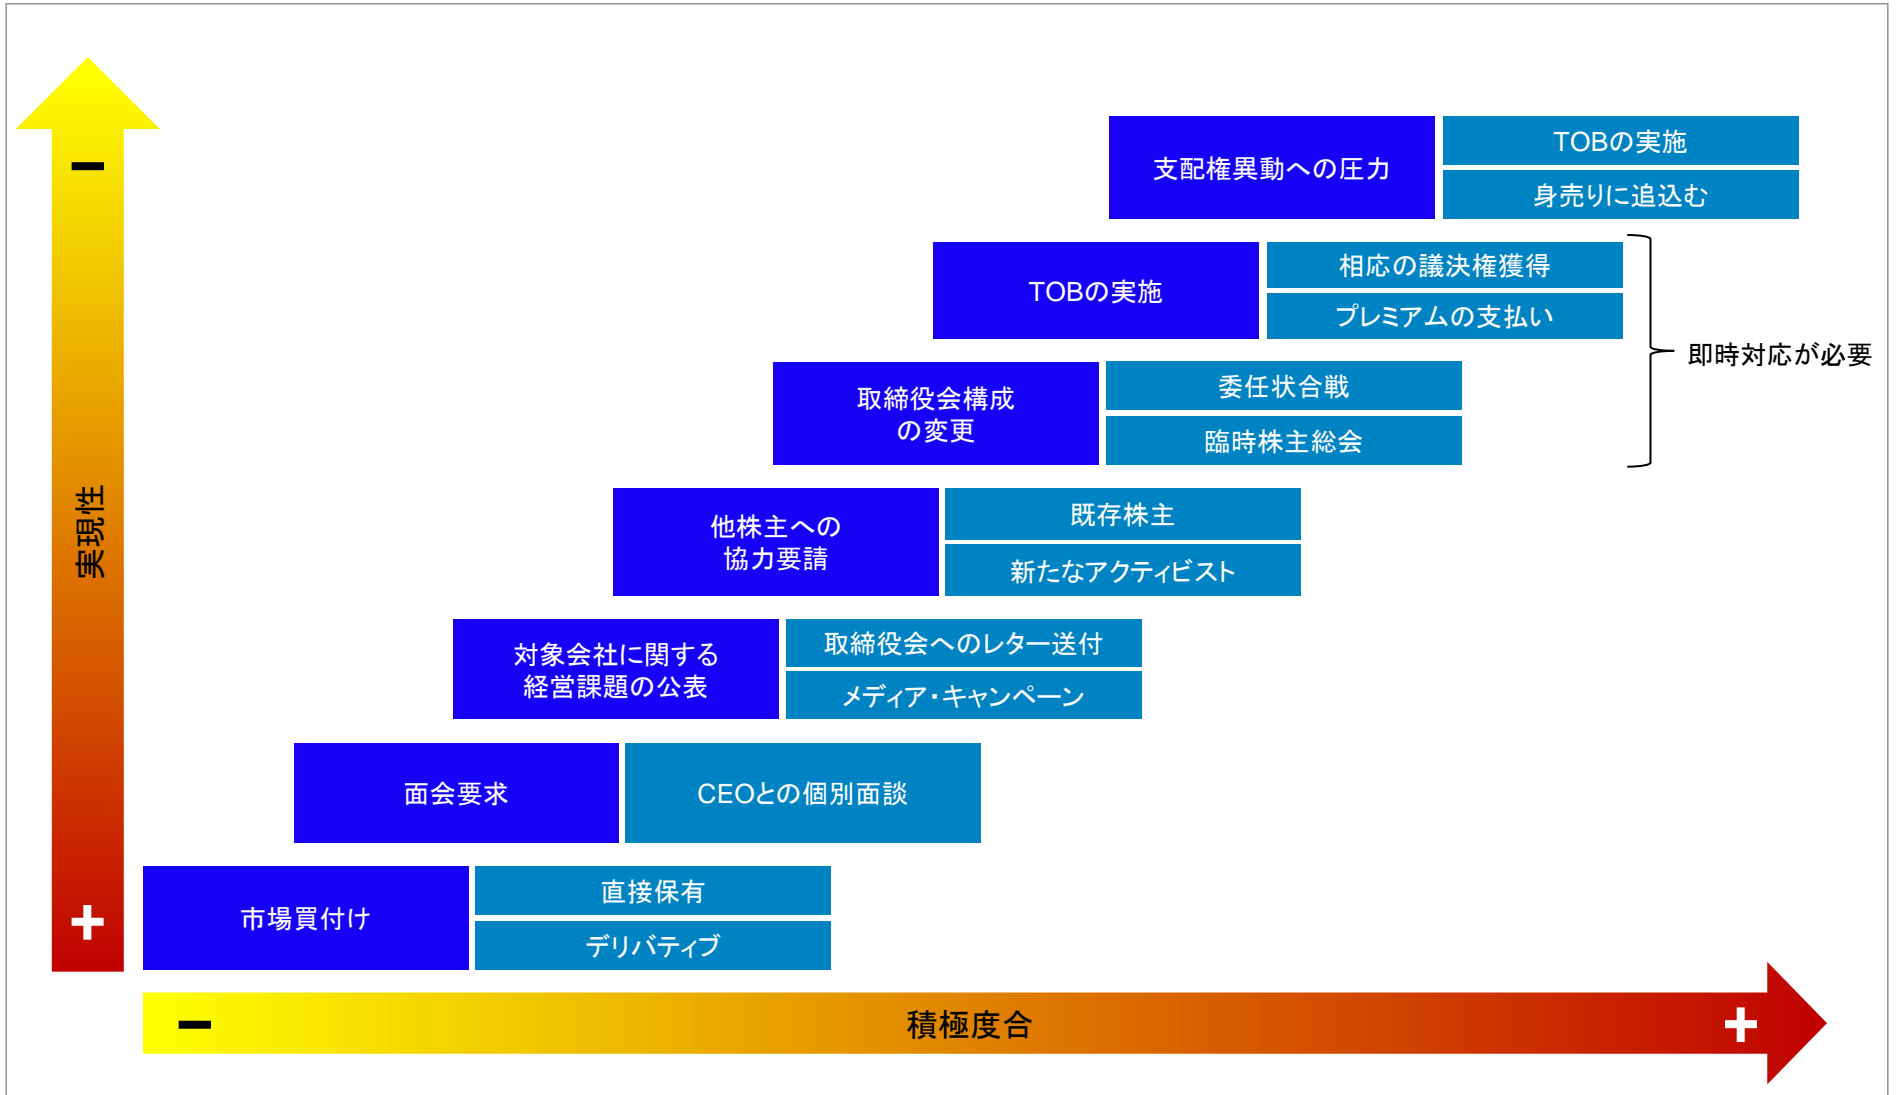 支配権異動への圧力
TOBの実施
身売りに追込む
TOBの実施
相応の議決権獲得
プレミアムの支払い
即時対応が必要
取締役会構成
の変更
委任状合戦
臨時株主総会
他株主への
協力要請
既存株主
新たなアクティビスト
対象会社に関する
経営課題の公表
取締役会へのレター送付
メディア・キャンペーン
面会要求
CEOとの個別面談
市場買付け
直接保有
デリバティブ
−
実現性
+
−
積極度合
+